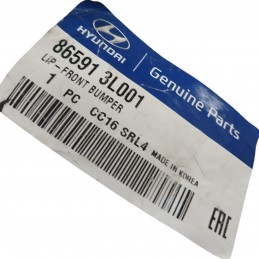 HYUNDAI
Genuine Parts
86591 3L001
LIP-FRONT BUMPER
1 PC CC16 SRL4 MADE IN KOREA
EAC